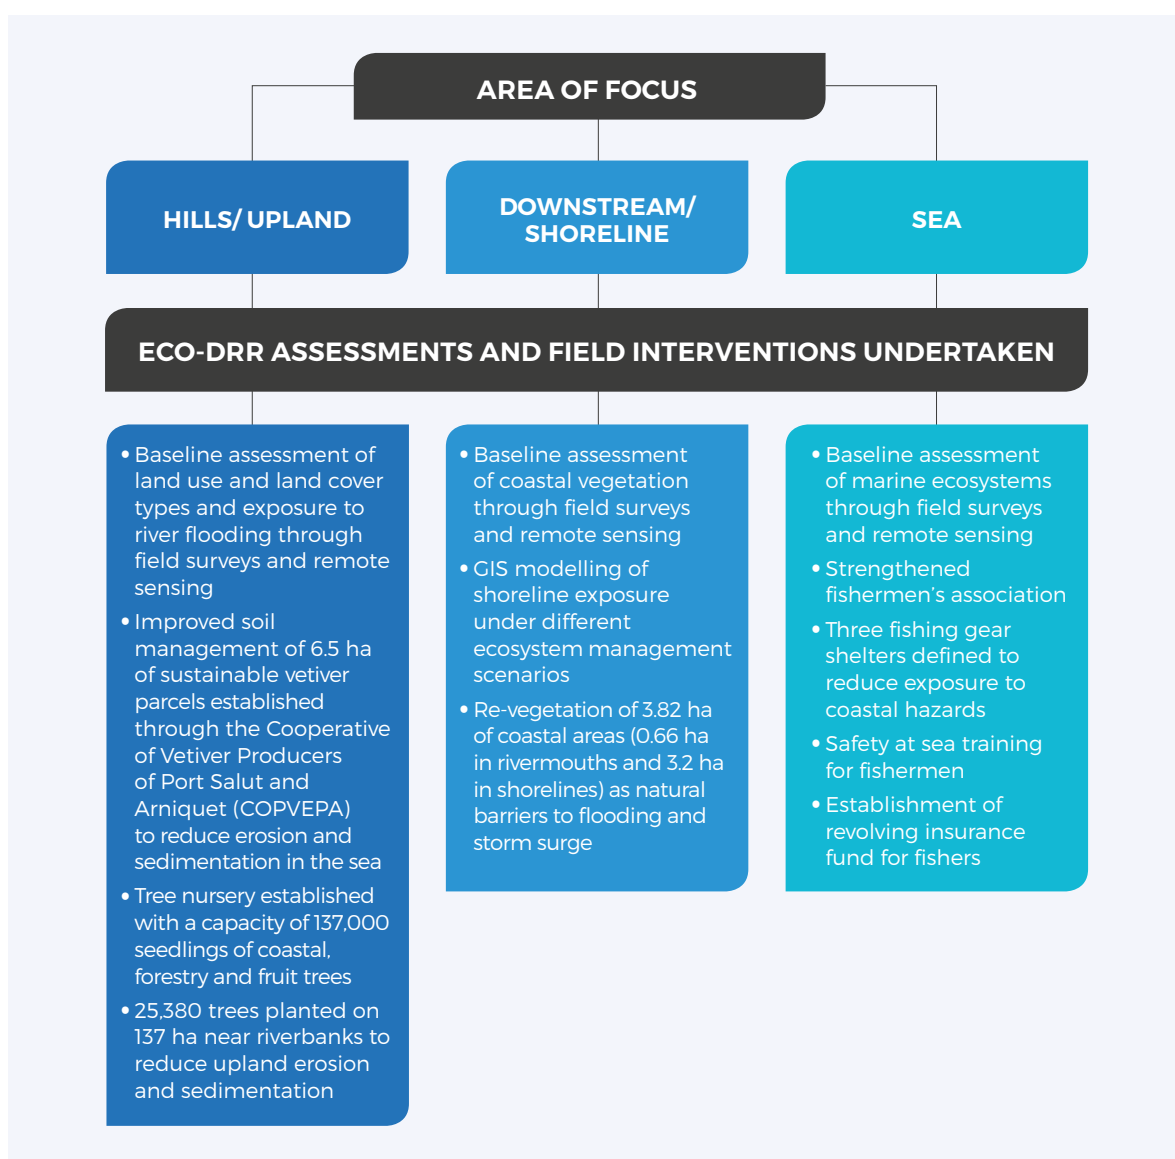 AREA OF FOCUS
HILLS/ UPLAND
DOWNSTREAM/
SHORELINE
SEA
ECO-DRR ASSESSMENTS AND FIELD INTERVENTIONS UNDERTAKEN
• Baseline assessment of
land use and land cover
types and exposure to
river flooding through
field surveys and remote
sensing
• Improved soil
management of 6.5 ha
of sustainable vetiver
parcels established
through the Cooperative
of Vetiver Producers
of Port Salut and
Arniquet (COPVEPA)
to reduce erosion and
sedimentation in the sea
• Tree nursery established
with a capacity of 137,000
seedlings of coastal,
forestry and fruit trees
• 25,380 trees planted on
137 ha near riverbanks to
reduce upland erosion
and sedimentation
• Baseline assessment
of coastal vegetation
through field surveys
and remote sensing
• GIS modelling of
shoreline exposure
under different
ecosystem management
scenarios
• Re-vegetation of 3.82 ha
of coastal areas (0.66 ha
in rivermouths and 3.2 ha
in shorelines) as natural
barriers to flooding and
storm surge
• Baseline assessment
of marine ecosystems
through field surveys
and remote sensing
• Strengthened
fishermen's association
• Three fishing gear
shelters defined to
reduce exposure to
coastal hazards
• Safety at sea training
for fishermen
• Establishment of
revolving insurance
fund for fishers